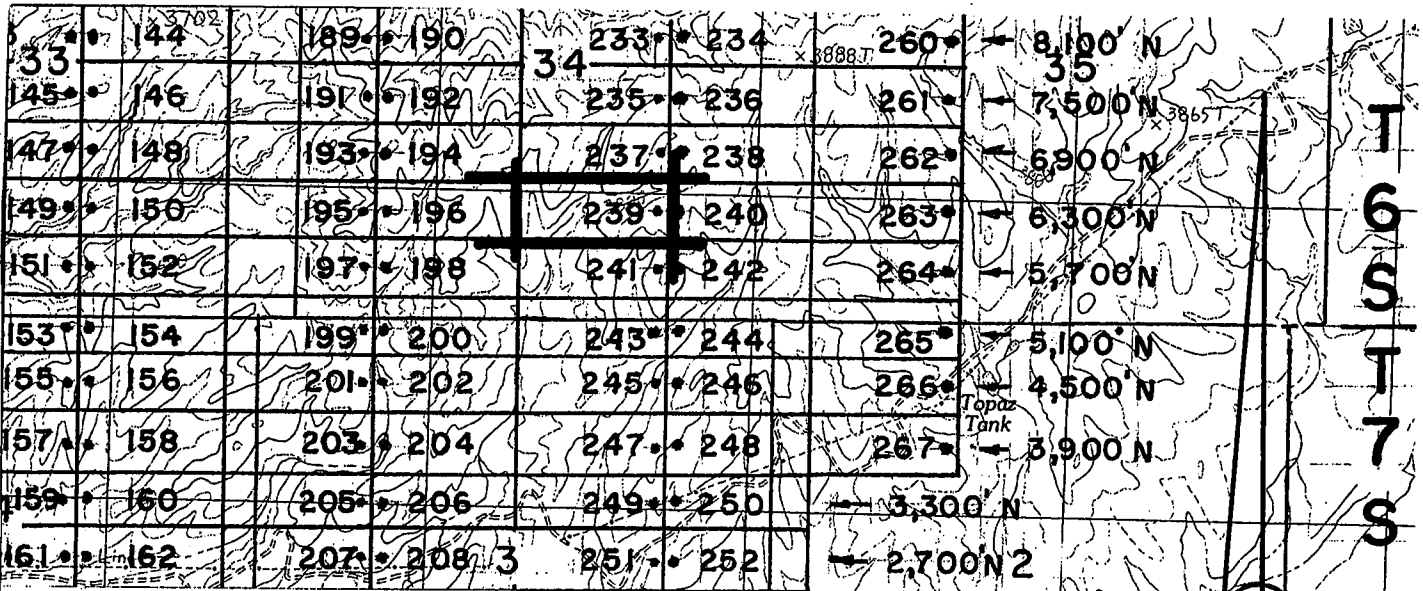 × 3702
144 189 190 233 234 260 ← 8,100' N
33 34 × 3888T 35
145 146 191 192 235 236 261 ← 7,500' N
× 3865T
147 148 193 194 237 238 262 ← 6,900' N
149 150 195 196 239 240 263 ← 6,300' N
151 152 197 198 241 242 264 ← 5,700' N
153 154 199 200 243 244 265 ← 5,100' N
155 156 201 202 245 246 266 ← 4,500' N
Topaz
Tank
157 158 203 204 247 248 267 ← 3,900 N
159 160 205 206 249 250 ← 3,300' N
161 162 207 208 3 251 252 ← 2,700' N 2
T
6
S
T
7
S